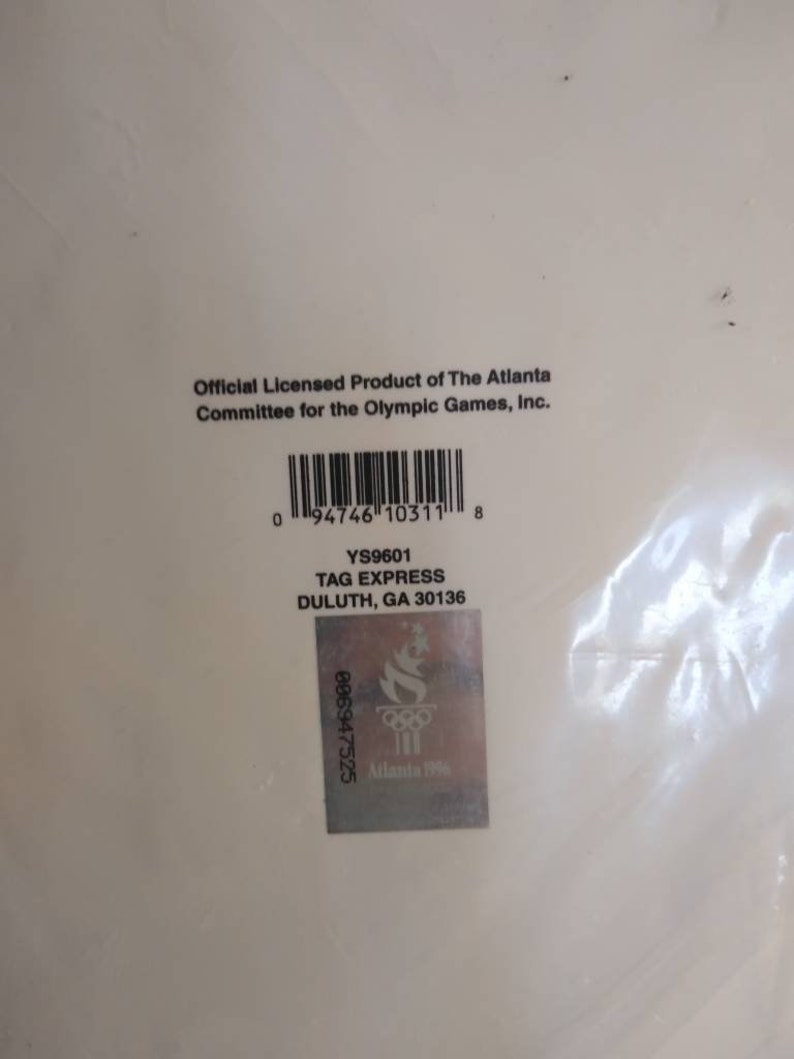 Official Licensed Product of The Atlanta
Committee for the Olympic Games, Inc.
0 94746 10311 8
YS9601
TAG EXPRESS
DULUTH, GA 30136
006947525
Atlanta 1996